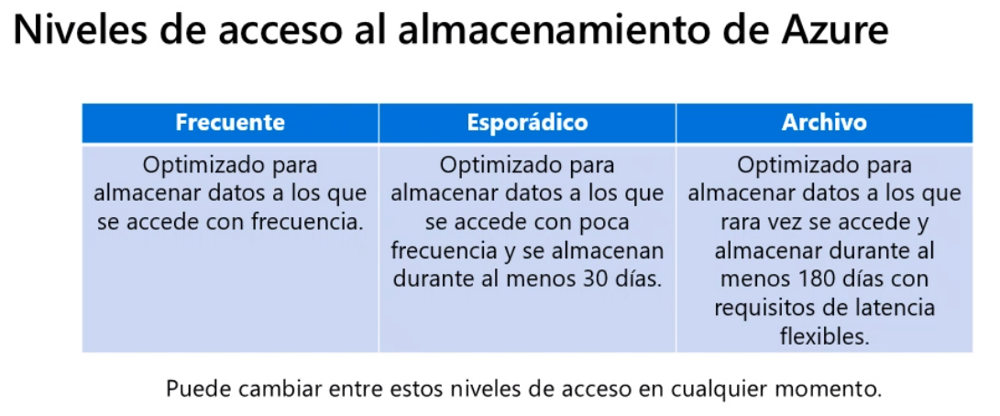 Niveles de acceso al almacenamiento de Azure
Frecuente
Esporádico
Archivo
Optimizado para
almacenar datos a los que
se accede con frecuencia.
Optimizado para
almacenar datos a los que
se accede con poca
frecuencia y se almacenan
durante al menos 30 días.
Optimizado para
almacenar datos a los que
rara vez se accede y
almacenar durante al
menos 180 días con
requisitos de latencia
flexibles.
Puede cambiar entre estos niveles de acceso en cualquier momento.